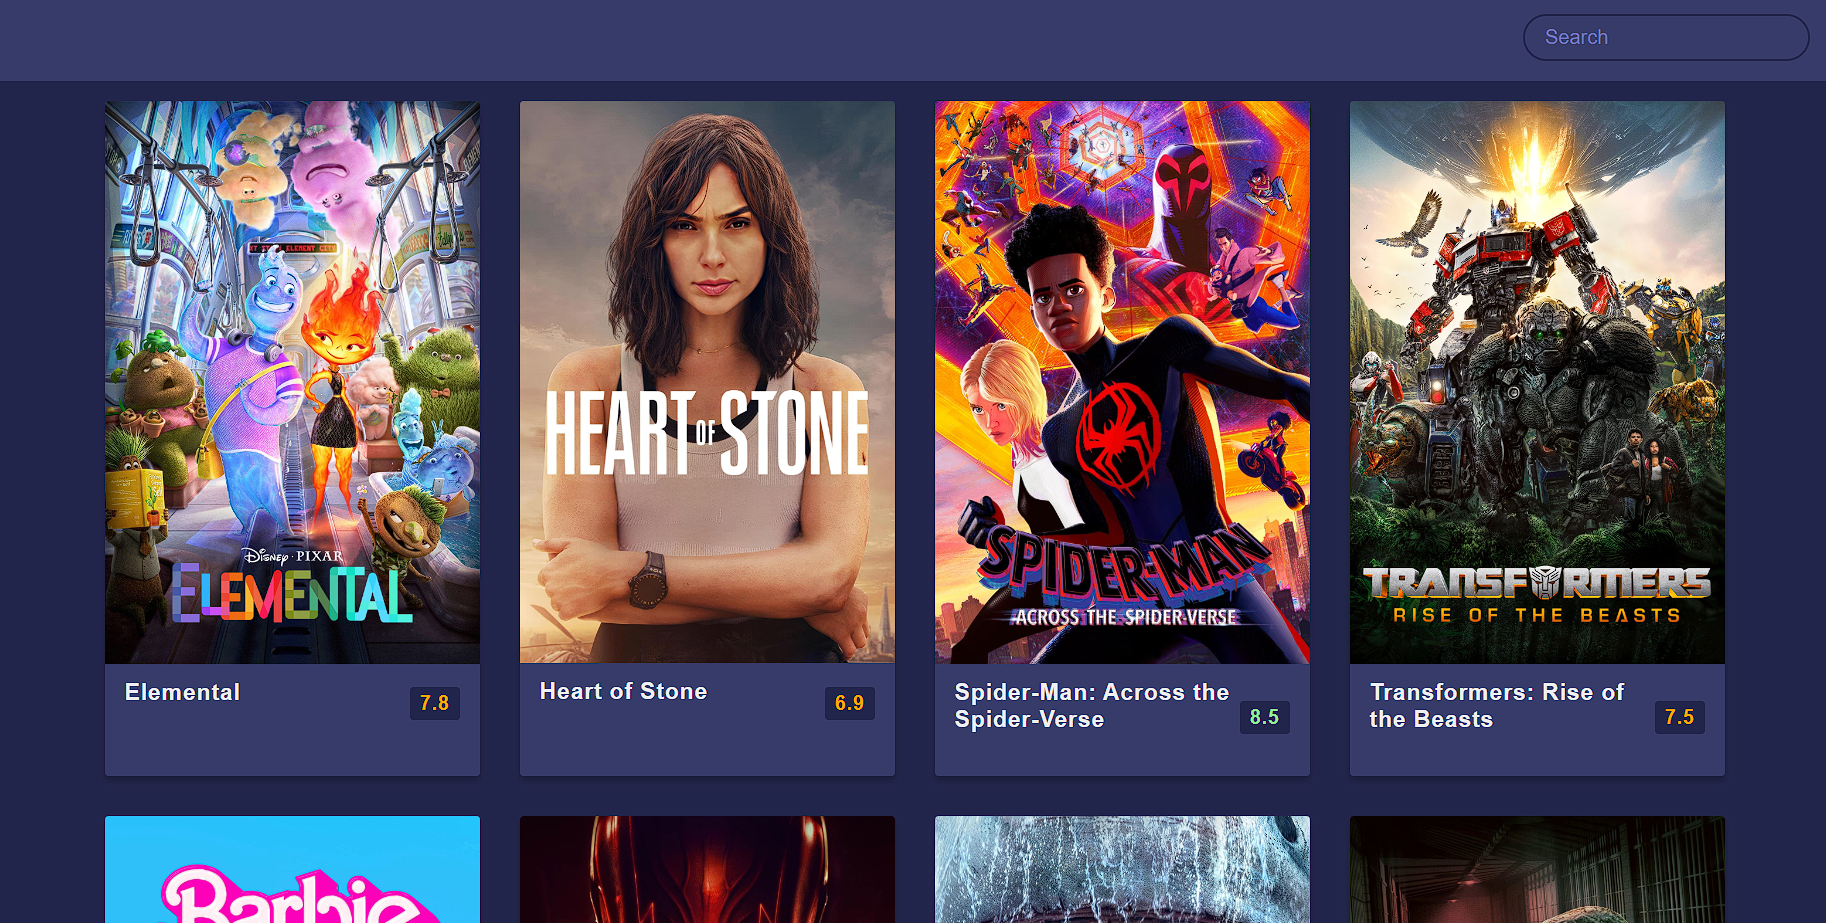 Search
ELEMENT CITY
DISNEY · PIXAR
ELEMENTAL
HEART OF STONE
SPIDER-MAN
ACROSS THE SPIDER-VERSE
TRANSFORMERS
RISE OF THE BEASTS
Elemental
7.8
Heart of Stone
6.9
Spider-Man: Across the
Spider-Verse
8.5
Transformers: Rise of
the Beasts
7.5
Barbie